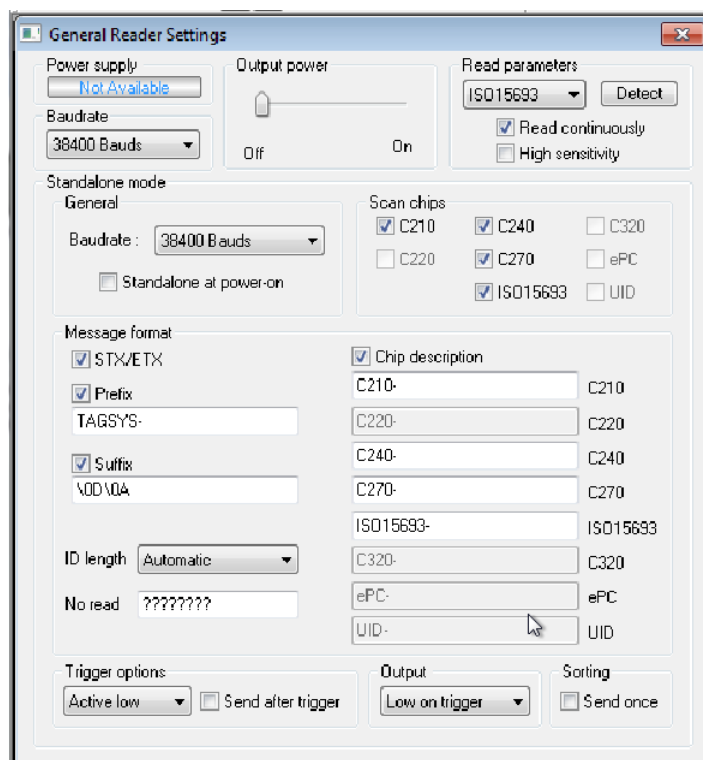 General Reader Settings
Power supply
Not Available
Baudrate
38400 Bauds
Output power
Off
On
Read parameters
ISO15693
Detect
Read continuously
High sensitivity
Standalone mode
General
Baudrate :
38400 Bauds
Standalone at power-on
Scan chips
C210
C240
C320
C220
C270
ePC
ISO15693
UID
Message format
STX/ETX
Prefix
TAGSYS-
Suffix
\0D\0A
ID length
Automatic
No read
????????
Chip description
C210- C210
C220- C220
C240- C240
C270- C270
ISO15693- ISO15693
C320- C320
ePC- ePC
UID- UID
Trigger options
Active low
Send after trigger
Output
Low on trigger
Sorting
Send once